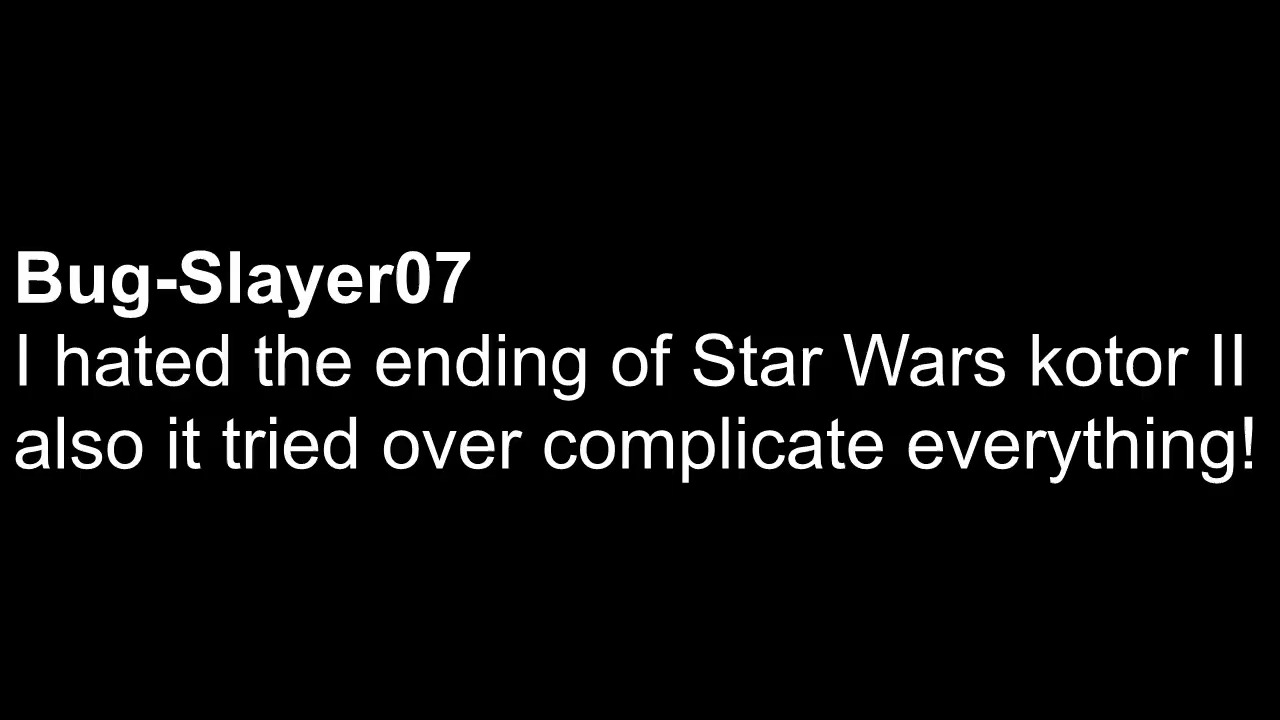 Bug-Slayer07
I hated the ending of Star Wars kotor II
also it tried over complicate everything!